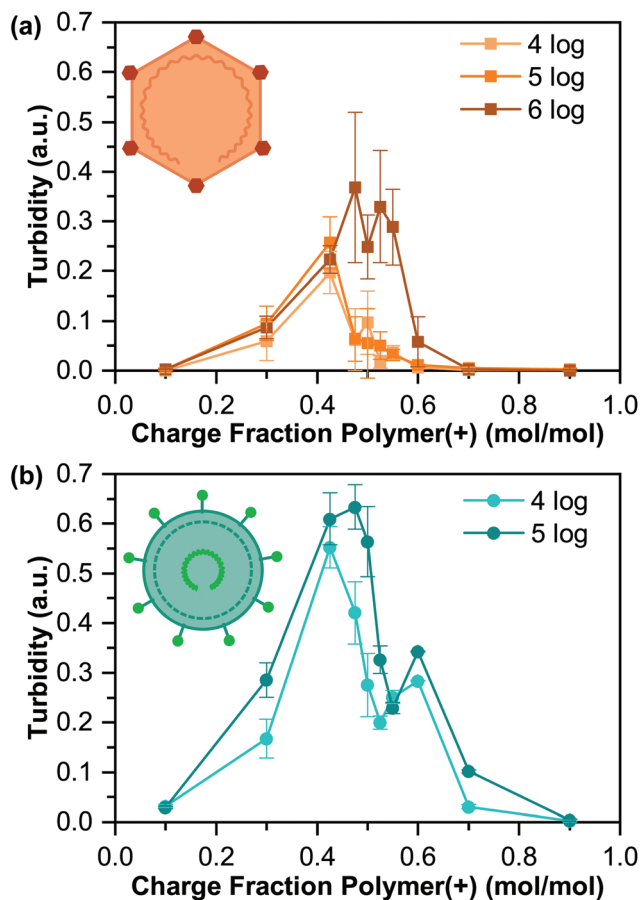 (a)
0.7
0.6
0.5
0.4
0.3
0.2
0.1
0.0
Turbidity (a.u.)
4 log
5 log
6 log
0.0 0.2 0.4 0.6 0.8 1.0
Charge Fraction Polymer(+) (mol/mol)
(b)
0.7
0.6
0.5
0.4
0.3
0.2
0.1
0.0
Turbidity (a.u.)
4 log
5 log
0.0 0.2 0.4 0.6 0.8 1.0
Charge Fraction Polymer(+) (mol/mol)